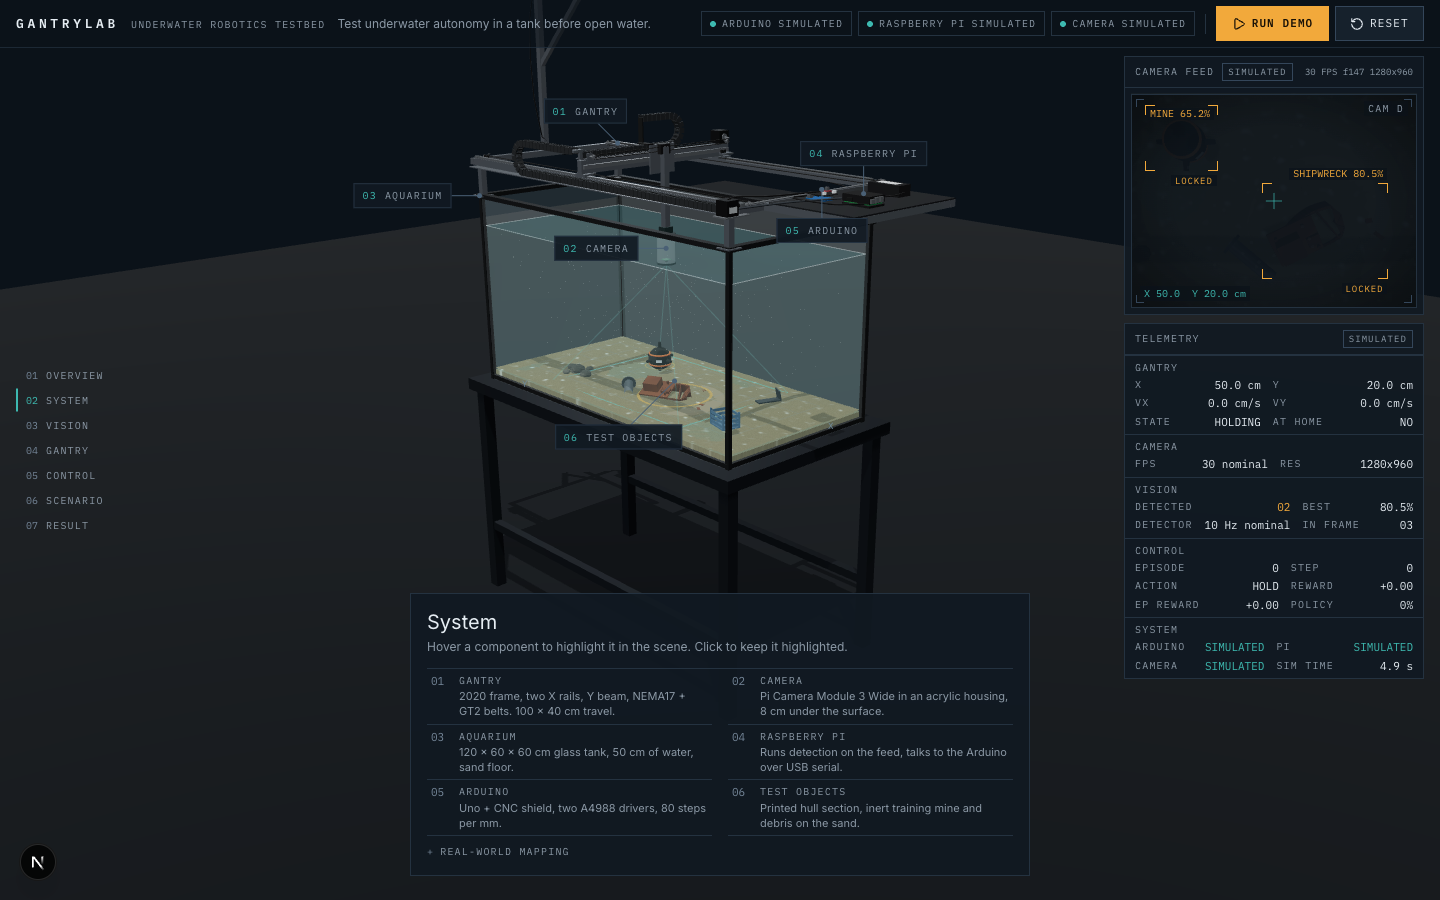 GANTRYLAB UNDERWATER ROBOTICS TESTBED Test underwater autonomy in a tank before open water.
ARDUINO SIMULATED
RASPBERRY PI SIMULATED
CAMERA SIMULATED
RUN DEMO
RESET
01 GANTRY
04 RASPBERRY PI
03 AQUARIUM
05 ARDUINO
02 CAMERA
06 TEST OBJECTS
01 OVERVIEW
02 SYSTEM
03 VISION
04 GANTRY
05 CONTROL
06 SCENARIO
07 RESULT
CAMERA FEED SIMULATED 30 FPS f147 1280x960
CAM D
MINE 65.2%
LOCKED
SHIPWRECK 80.5%
LOCKED
X 50.0 Y 20.0 cm
TELEMETRY SIMULATED
GANTRY
X 50.0 cm Y 20.0 cm
VX 0.0 cm/s VY 0.0 cm/s
STATE HOLDING AT HOME NO
CAMERA
FPS 30 nominal RES 1280x960
VISION
DETECTED 02 BEST 80.5%
DETECTOR 10 Hz nominal IN FRAME 03
CONTROL
EPISODE 0 STEP 0
ACTION HOLD REWARD +0.00
EP REWARD +0.00 POLICY 0%
SYSTEM
ARDUINO SIMULATED PI SIMULATED
CAMERA SIMULATED SIM TIME 4.9 s
System
Hover a component to highlight it in the scene. Click to keep it highlighted.
01 GANTRY
2020 frame, two X rails, Y beam, NEMA17 +
GT2 belts. 100 × 40 cm travel.
02 CAMERA
Pi Camera Module 3 Wide in an acrylic housing,
8 cm under the surface.
03 AQUARIUM
120 × 60 × 60 cm glass tank, 50 cm of water,
sand floor.
04 RASPBERRY PI
Runs detection on the feed, talks to the Arduino
over USB serial.
05 ARDUINO
Uno + CNC shield, two A4988 drivers, 80 steps
per mm.
06 TEST OBJECTS
Printed hull section, inert training mine and
debris on the sand.
+ REAL-WORLD MAPPING
N